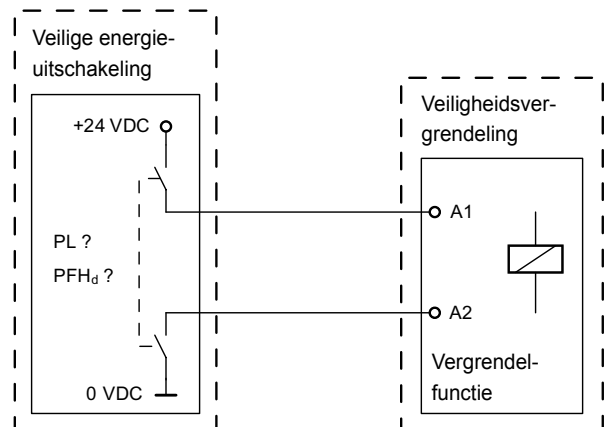 Veilige energie-
uitschakeling
+24 VDC
PL ?
PFHd ?
0 VDC
Veiligheidsver-
grendeling
A1
A2
Vergrendel-
functie